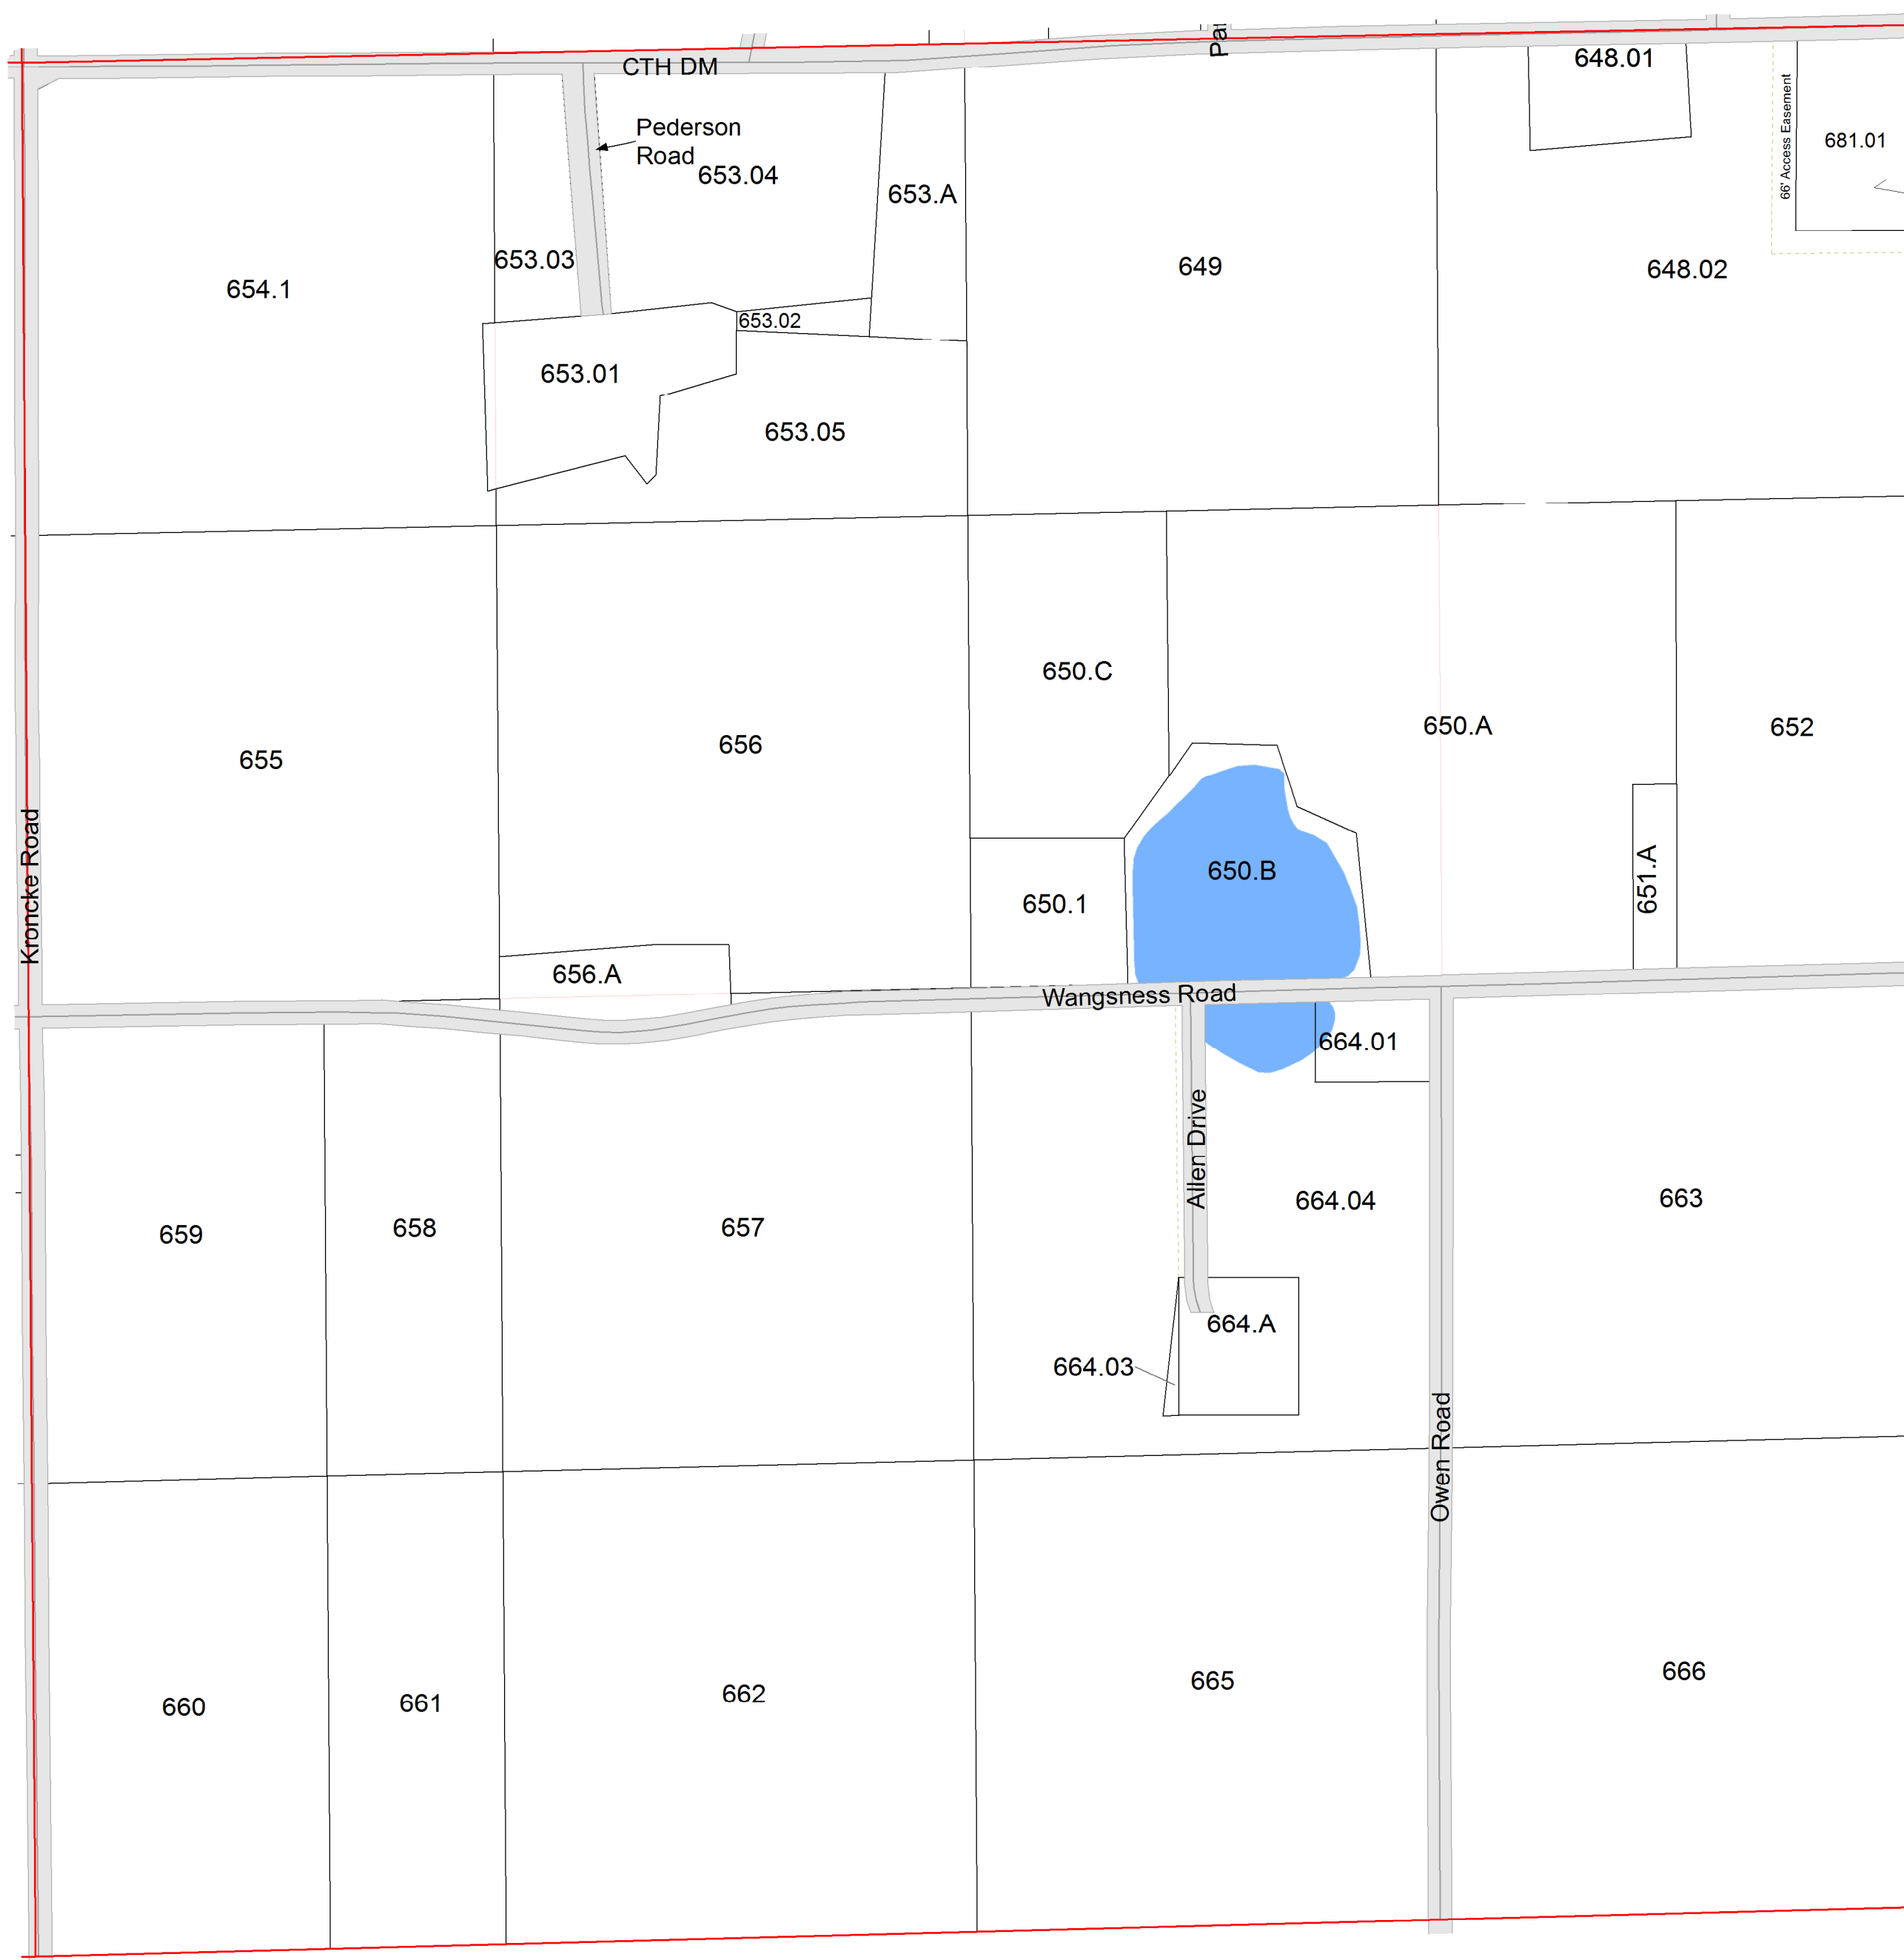 CTH DM
648.01
66' Access Easement
681.01
Pederson
Road
653.04
653.A
653.03
649
648.02
654.1
653.02
653.01
653.05
650.C
650.A
652
656
655
Kroncke Road
650.B
651.A
650.1
656.A
Wangsness Road
664.01
Allen Drive
664.04
663
659
658
657
664.A
664.03
Owen Road
660
661
662
665
666